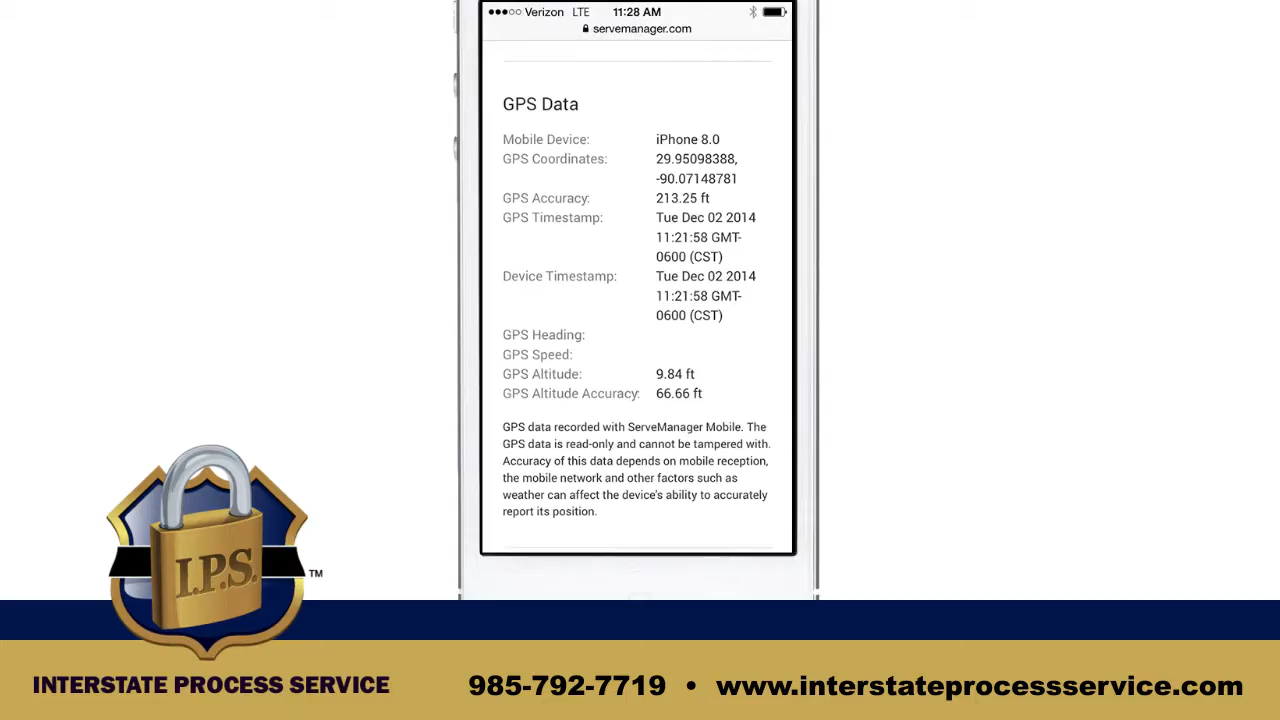 Verizon LTE 11:28 AM
servemanager.com
GPS Data
Mobile Device: iPhone 8.0
GPS Coordinates: 29.95098388,
-90.07148781
GPS Accuracy: 213.25 ft
GPS Timestamp: Tue Dec 02 2014
11:21:58 GMT-
0600 (CST)
Device Timestamp: Tue Dec 02 2014
11:21:58 GMT-
0600 (CST)
GPS Heading:
GPS Speed:
GPS Altitude: 9.84 ft
GPS Altitude Accuracy: 66.66 ft
GPS data recorded with ServeManager Mobile. The
GPS data is read-only and cannot be tampered with.
Accuracy of this data depends on mobile reception,
the mobile network and other factors such as
weather can affect the device's ability to accurately
report its position.
I.P.S.
TM
INTERSTATE PROCESS SERVICE
985-792-7719 • www.interstateprocessservice.com